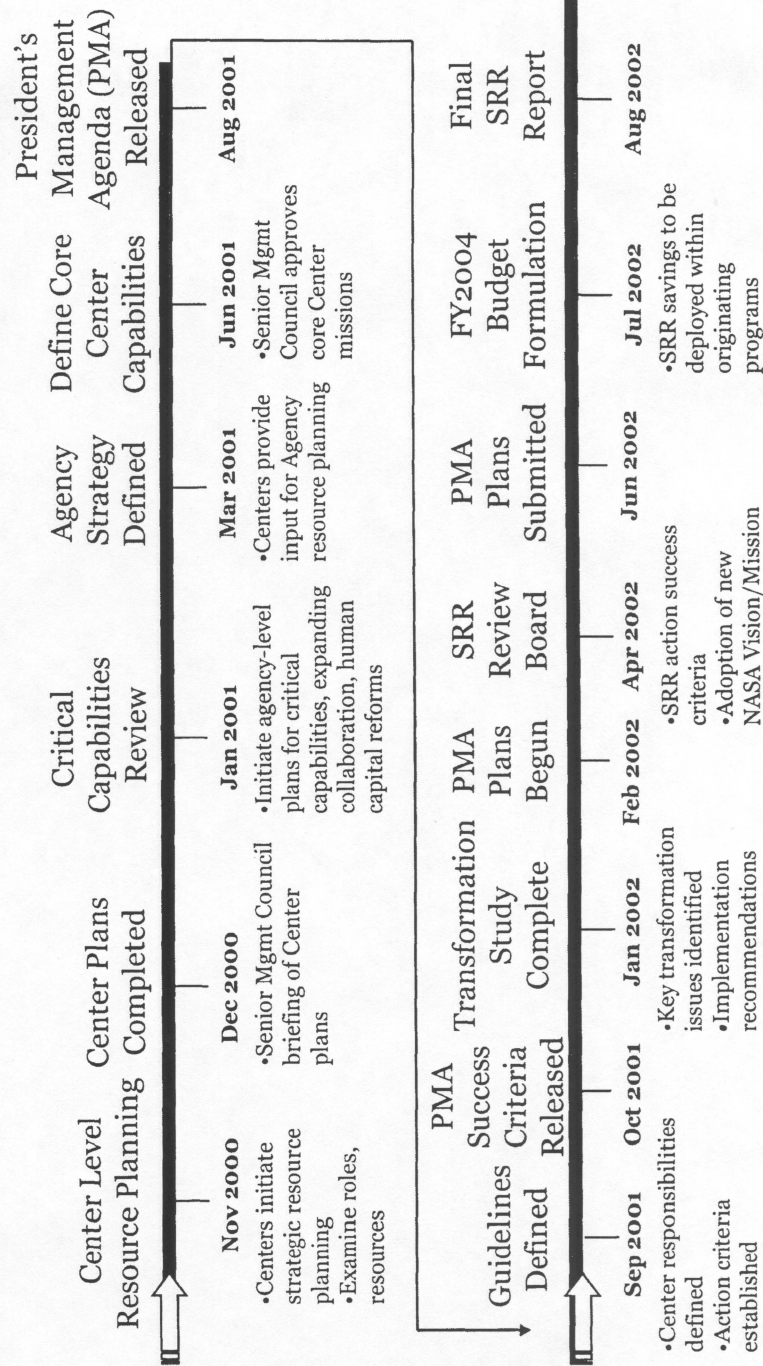 Center Level
Resource Planning
Nov 2000
•Centers initiate
strategic resource
planning
•Examine roles,
resources
Center Plans
Completed
Dec 2000
•Senior Mgmt Council
briefing of Center
plans
Critical
Capabilities
Review
Jan 2001
•Initiate agency-level
plans for critical
capabilities, expanding
collaboration, human
capital reforms
Agency
Strategy
Defined
Mar 2001
•Centers provide
input for Agency
resource planning
Define Core
Center
Capabilities
Jun 2001
•Senior Mgmt
Council approves
core Center
missions
President's
Management
Agenda (PMA)
Released
Aug 2001
Guidelines
Defined
Sep 2001
•Center responsibilities
defined
•Action criteria
established
PMA
Success
Criteria
Released
Oct 2001
Transformation
Study
Complete
Jan 2002
•Key transformation
issues identified
•Implementation
recommendations
PMA
Plans
Begun
Feb 2002
SRR
Review
Board
Apr 2002
•SRR action success
criteria
•Adoption of new
NASA Vision/Mission
PMA
Plans
Submitted
Jun 2002
FY2004
Budget
Formulation
Jul 2002
•SRR savings to be
deployed within
originating
programs
Final
SRR
Report
Aug 2002